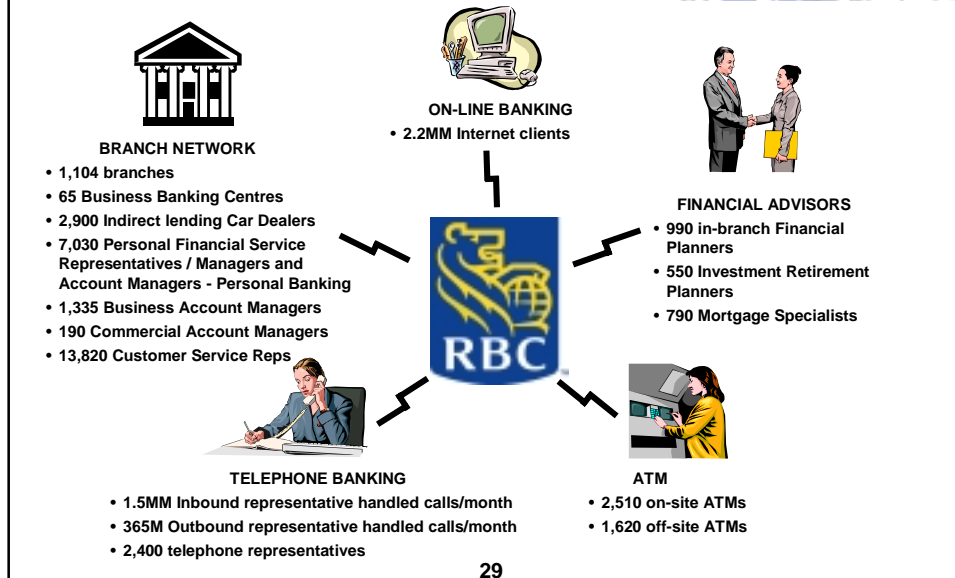 ON-LINE BANKING
• 2.2MM Internet clients
BRANCH NETWORK
• 1,104 branches
• 65 Business Banking Centres
• 2,900 Indirect lending Car Dealers
• 7,030 Personal Financial Service
Representatives / Managers and
Account Managers - Personal Banking
• 1,335 Business Account Managers
• 190 Commercial Account Managers
• 13,820 Customer Service Reps
FINANCIAL ADVISORS
• 990 in-branch Financial
Planners
• 550 Investment Retirement
Planners
• 790 Mortgage Specialists
RBC
TELEPHONE BANKING
• 1.5MM Inbound representative handled calls/month
• 365M Outbound representative handled calls/month
• 2,400 telephone representatives
ATM
• 2,510 on-site ATMs
• 1,620 off-site ATMs
29